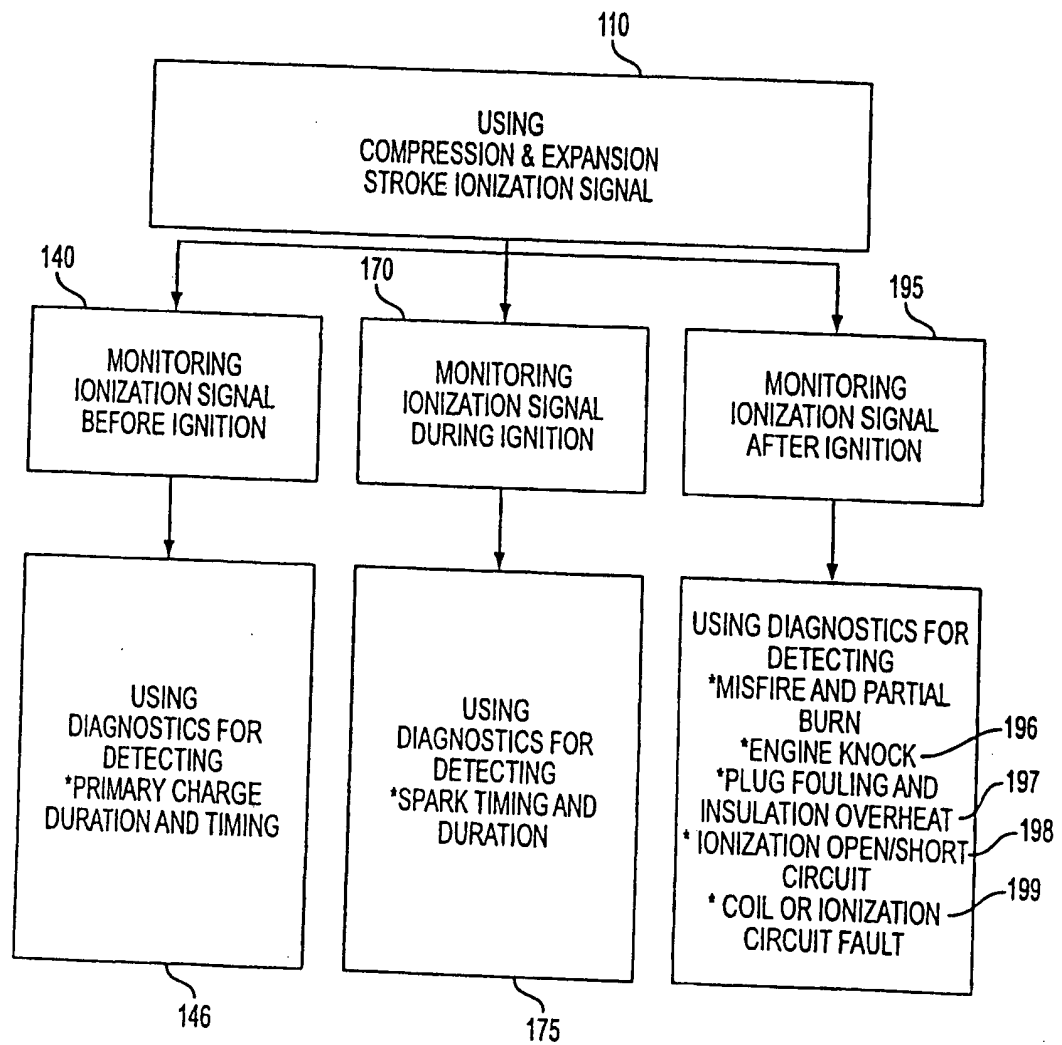 110
USING
COMPRESSION & EXPANSION
STROKE IONIZATION SIGNAL
140
MONITORING
IONIZATION SIGNAL
BEFORE IGNITION
170
MONITORING
IONIZATION SIGNAL
DURING IGNITION
195
MONITORING
IONIZATION SIGNAL
AFTER IGNITION
USING
DIAGNOSTICS FOR
DETECTING
*PRIMARY CHARGE
DURATION AND TIMING
146
USING
DIAGNOSTICS FOR
DETECTING
*SPARK TIMING AND
DURATION
175
USING DIAGNOSTICS FOR
DETECTING
*MISFIRE AND PARTIAL
BURN
*ENGINE KNOCK 196
*PLUG FOULING AND
INSULATION OVERHEAT 197
* IONIZATION OPEN/SHORT 198
CIRCUIT
* COIL OR IONIZATION 199
CIRCUIT FAULT